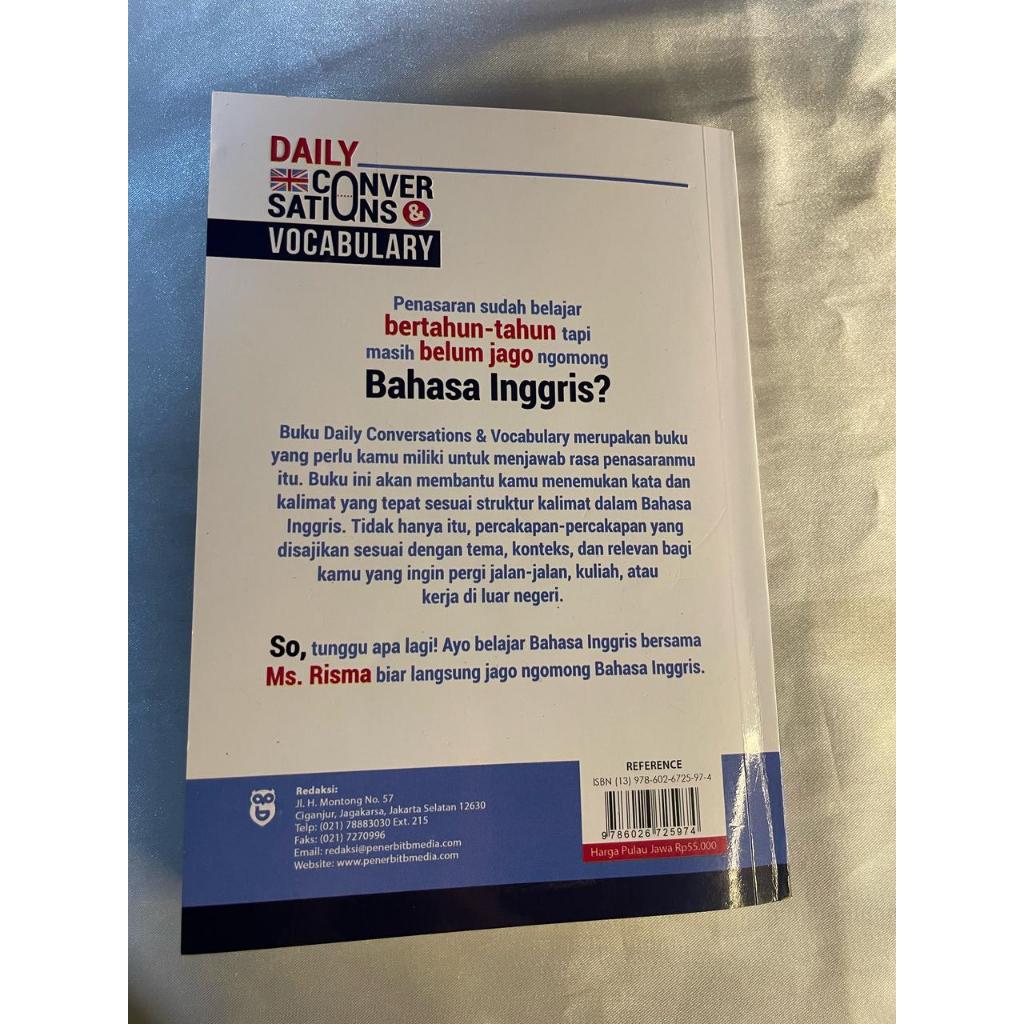 DAILY
CONVER
SATIONS &
VOCABULARY
Penasaran sudah belajar
bertahun-tahun tapi
masih belum jago ngomong
Bahasa Inggris?
Buku Daily Conversations & Vocabulary merupakan buku
yang perlu kamu miliki untuk menjawab rasa penasaranmu
itu. Buku ini akan membantu kamu menemukan kata dan
kalimat yang tepat sesuai struktur kalimat dalam Bahasa
Inggris. Tidak hanya itu, percakapan-percakapan yang
disajikan sesuai dengan tema, konteks, dan relevan bagi
kamu yang ingin pergi jalan-jalan, kuliah, atau
kerja di luar negeri.
So, tunggu apa lagi! Ayo belajar Bahasa Inggris bersama
Ms. Risma biar langsung jago ngomong Bahasa Inggris.
Redaksi:
Jl. H. Montong No. 57
Ciganjur, Jagakarsa, Jakarta Selatan 12630
Telp: (021) 78883030 Ext. 215
Faks: (021) 7270996
Email: redaksi@penerbitbmedia.com
Website: www.penerbitbmedia.com
REFERENCE
ISBN (13) 978-602-6725-97-4
9 786026 725974
Harga Pulau Jawa Rp55.000